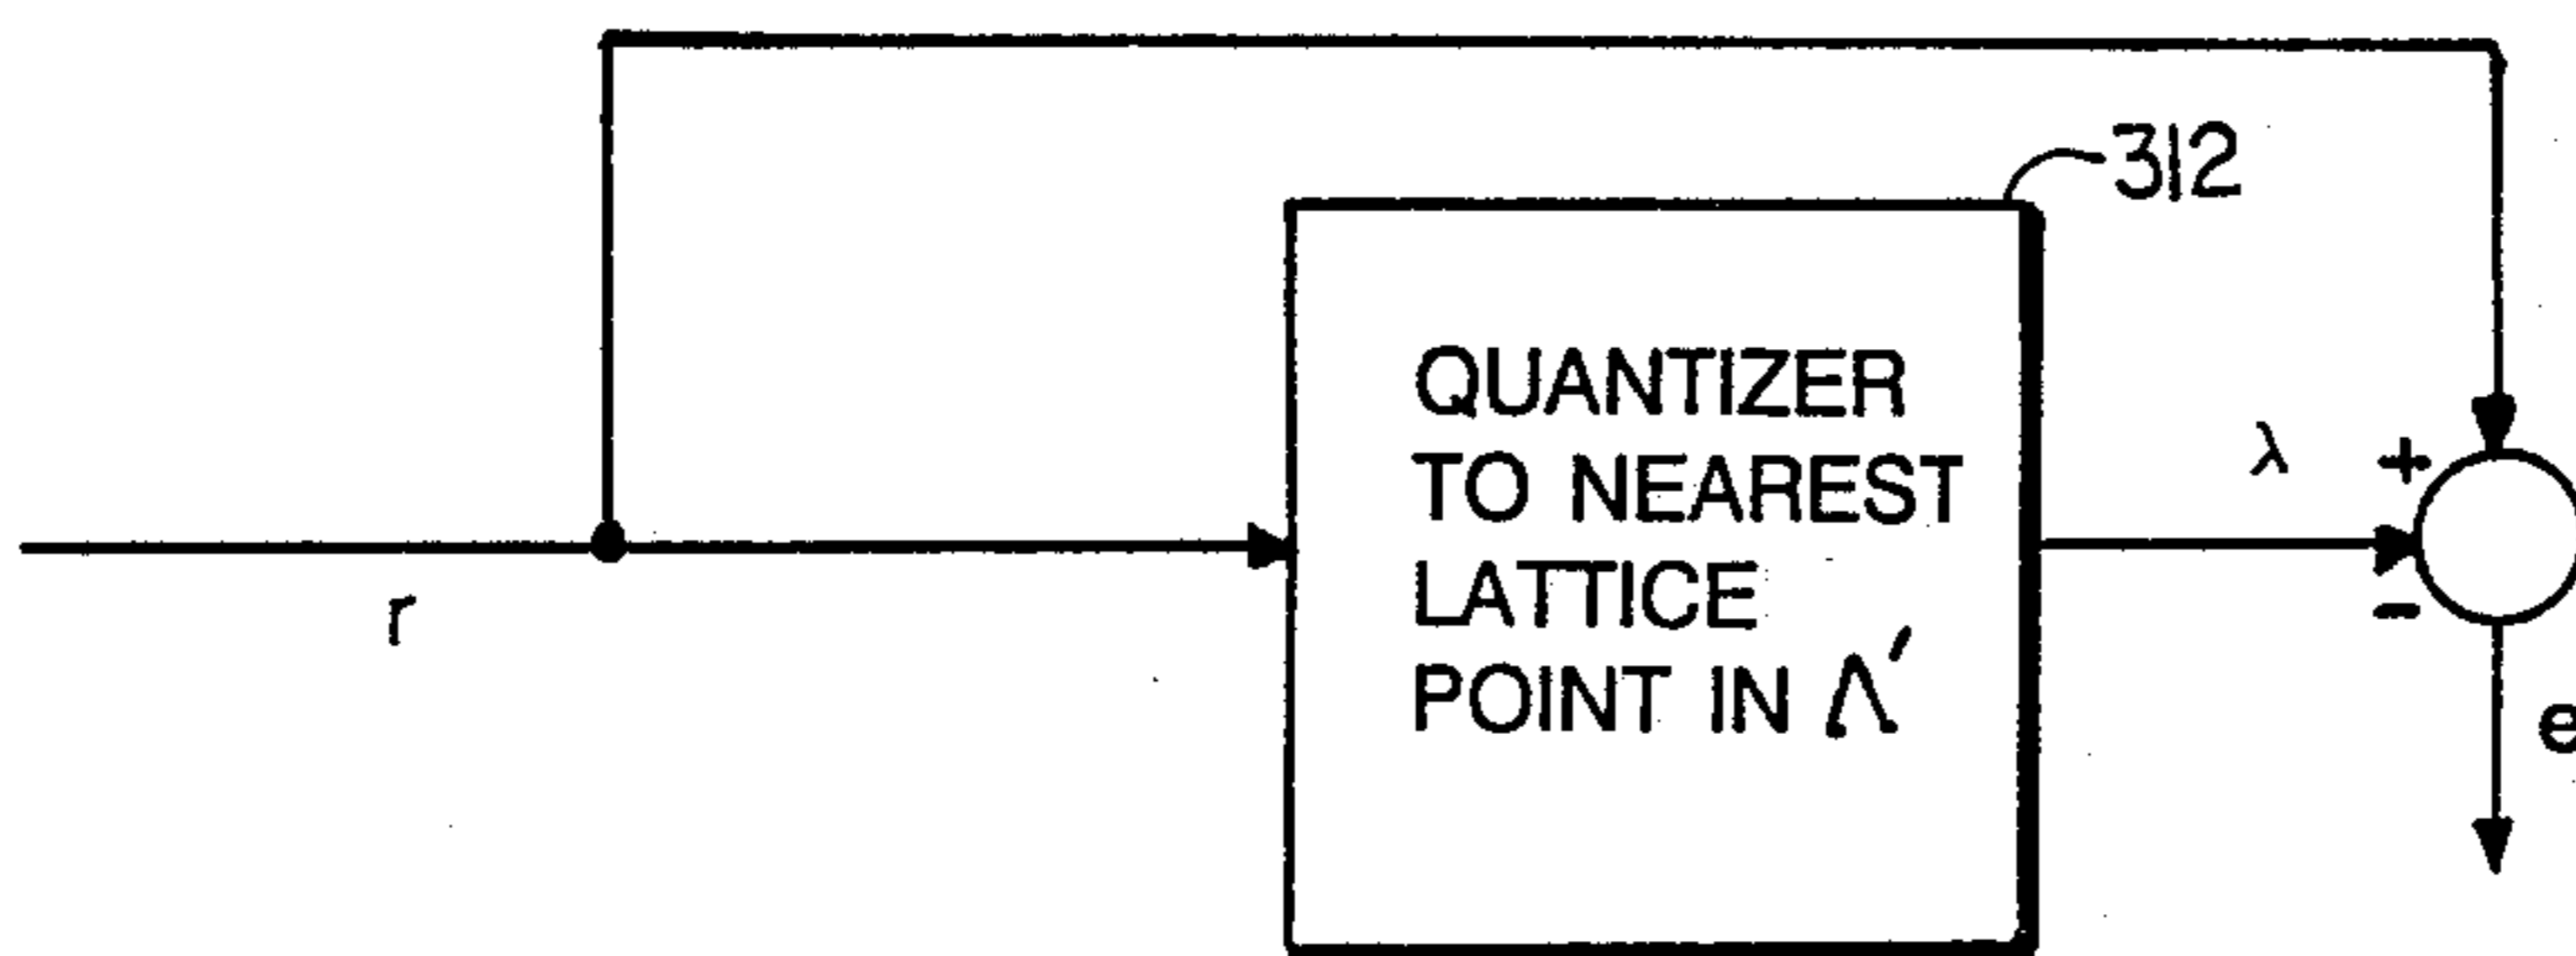 312
QUANTIZER
TO NEAREST
LATTICE
POINT IN Λ′
r
λ
+
−
e